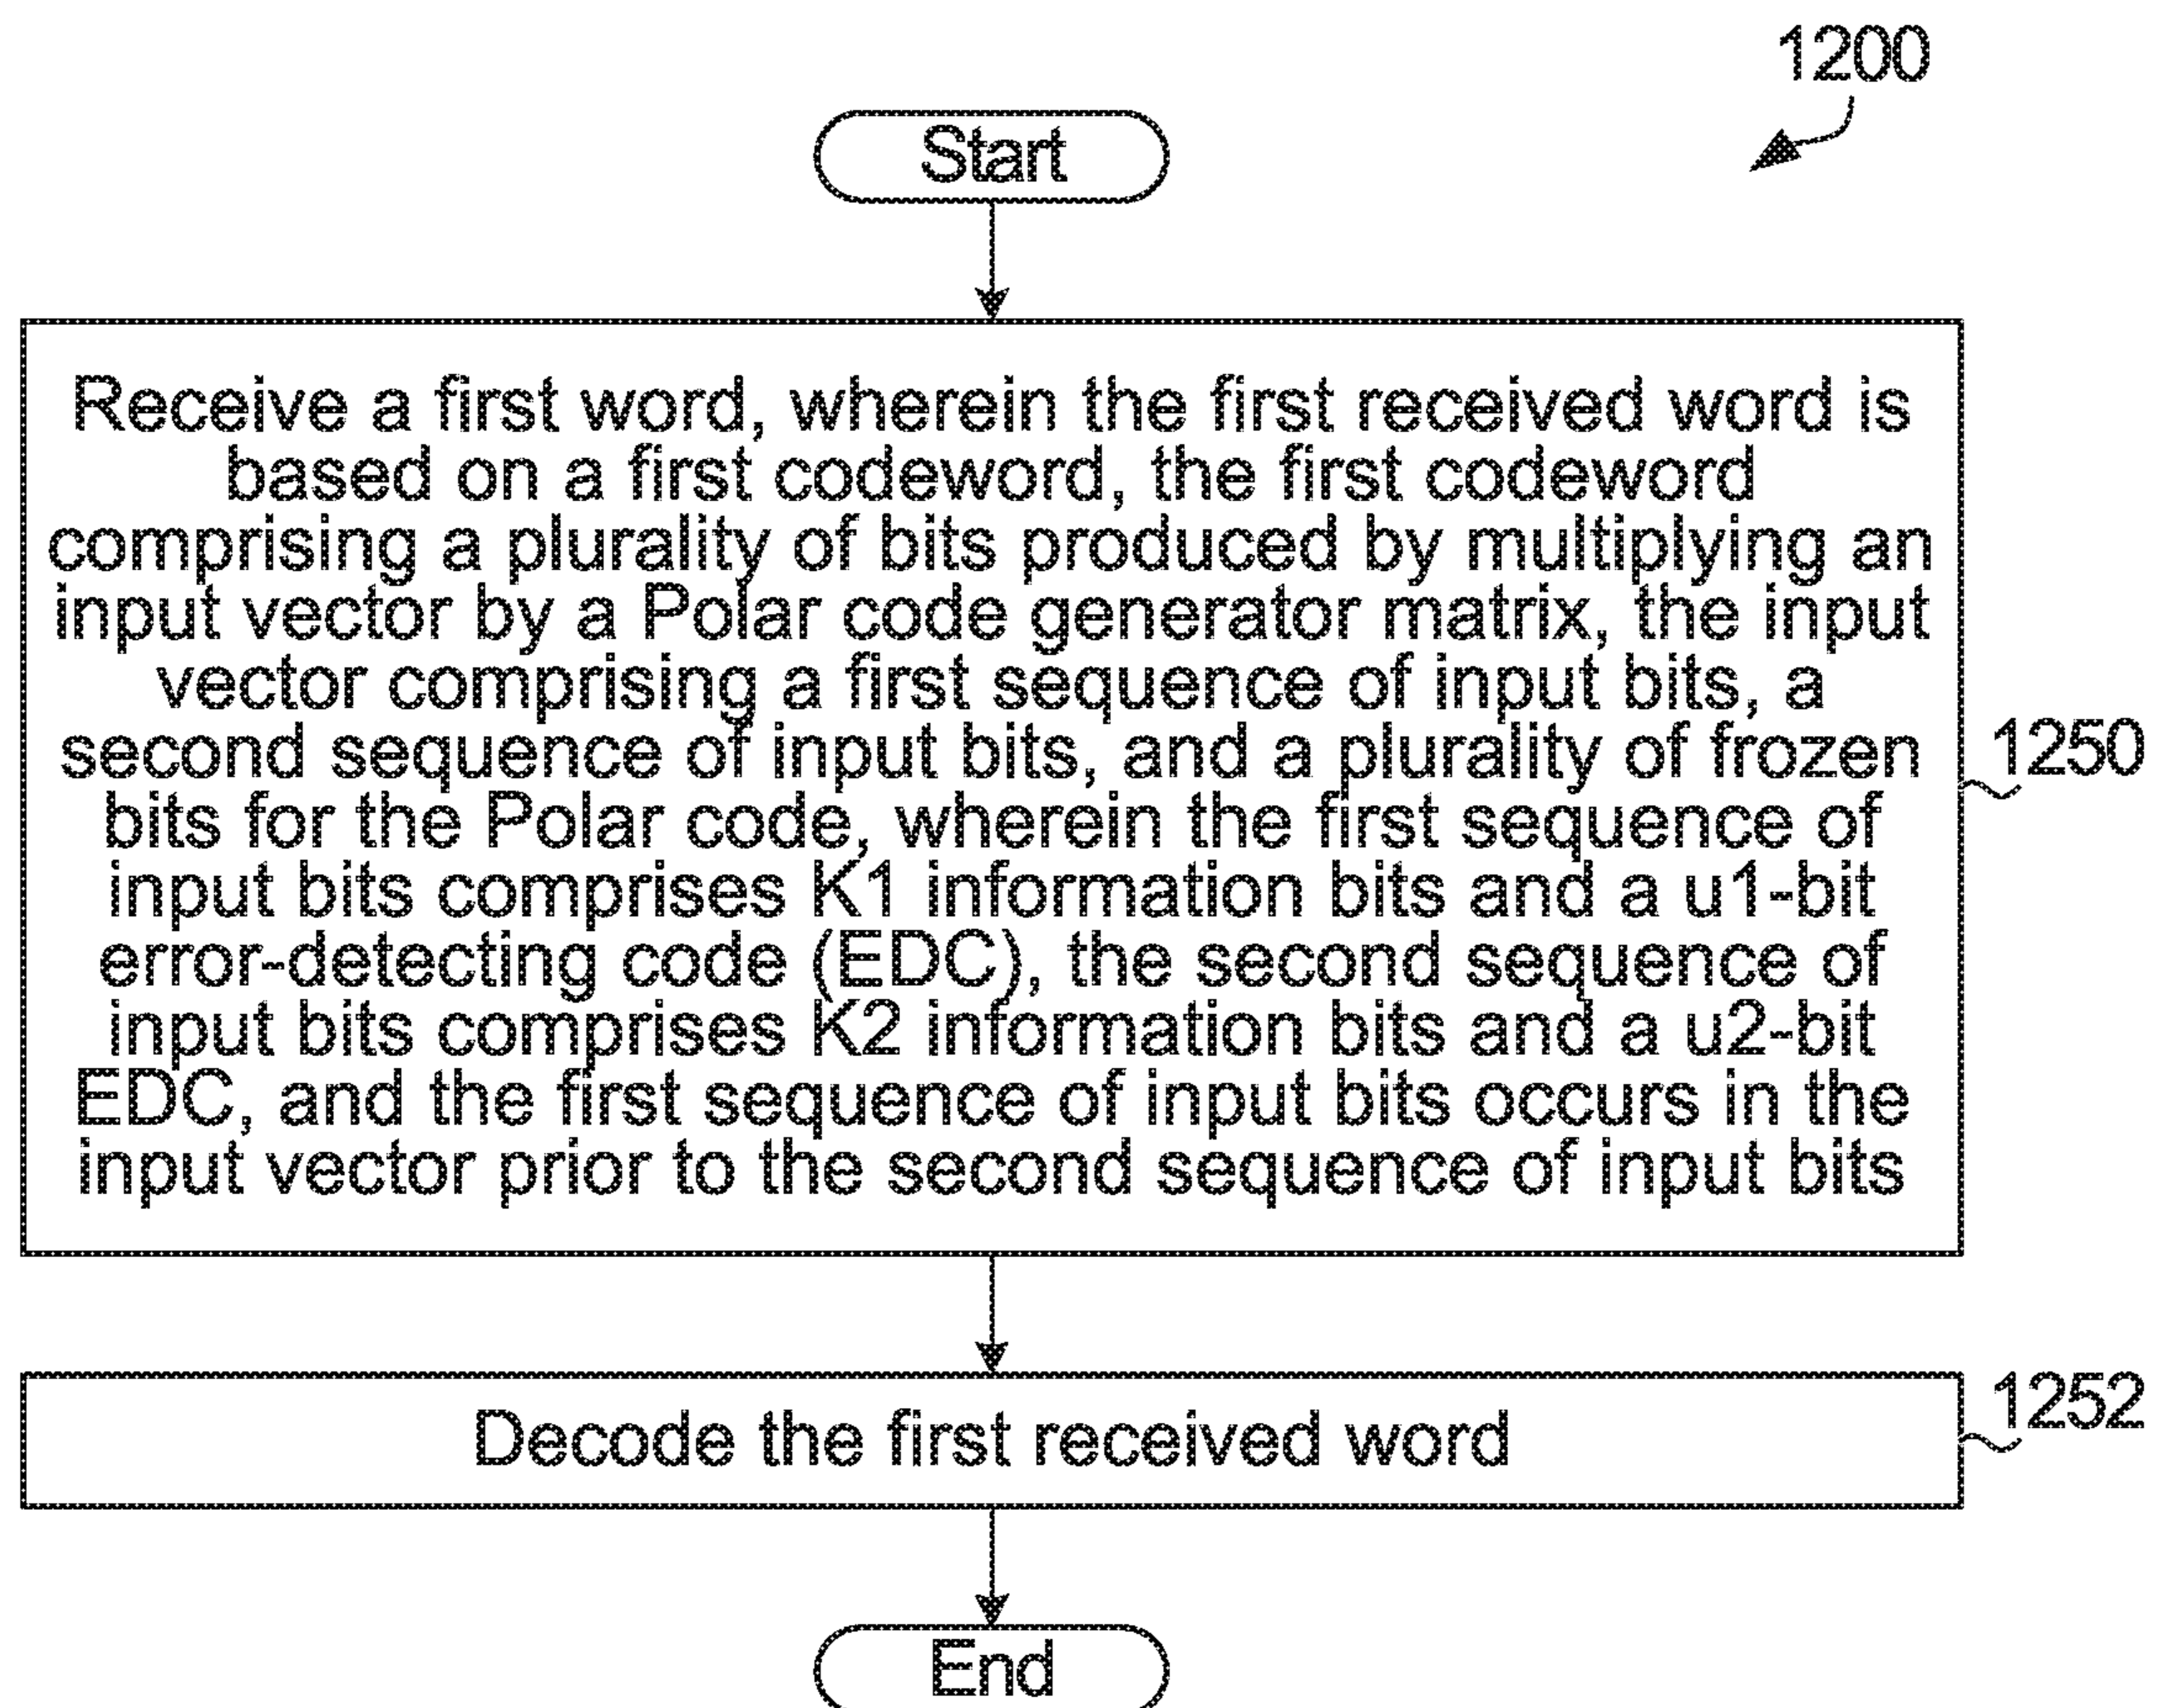 1200
Start
Receive a first word, wherein the first received word is
based on a first codeword, the first codeword
comprising a plurality of bits produced by multiplying an
input vector by a Polar code generator matrix, the input
vector comprising a first sequence of input bits, a
second sequence of input bits, and a plurality of frozen
bits for the Polar code, wherein the first sequence of
input bits comprises K1 information bits and a u1-bit
error-detecting code (EDC), the second sequence of
input bits comprises K2 information bits and a u2-bit
EDC, and the first sequence of input bits occurs in the
input vector prior to the second sequence of input bits
1250
Decode the first received word
1252
End